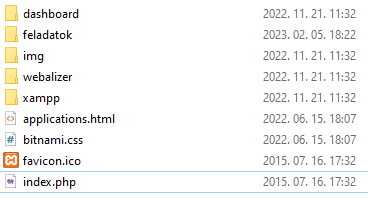 dashboard 2022. 11. 21. 11:32
feladatok 2023. 02. 05. 18:22
img 2022. 11. 21. 11:32
webalizer 2022. 11. 21. 11:32
xampp 2022. 11. 21. 11:32
applications.html 2022. 06. 15. 18:07
bitnami.css 2022. 06. 15. 18:07
favicon.ico 2015. 07. 16. 17:32
index.php 2015. 07. 16. 17:32